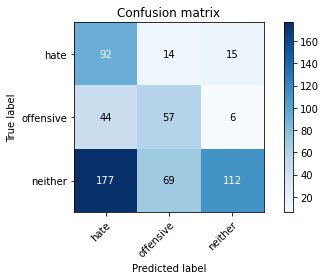 Confusion matrix
hate 92 14 15
offensive 44 57 6
neither 177 69 112
hate offensive neither
True label
Predicted label
160
140
120
100
80
60
40
20